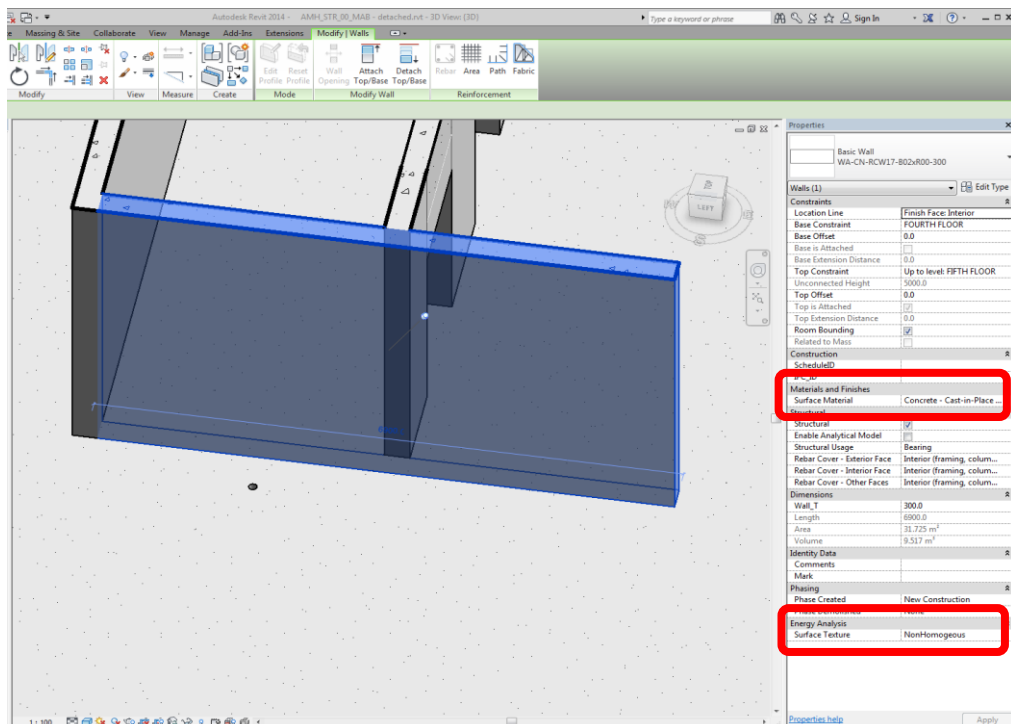 Autodesk Revit 2014 - AMH_STR_00_MAB - detached.rvt - 3D View: {3D}
Type a keyword or phrase
Sign In
Massing & Site Collaborate View Manage Add-Ins Extensions Modify | Walls
Edit Profile
Reset Profile
Wall Opening
Attach Top/Base
Detach Top/Base
Rebar Area Path Fabric
Modify View Measure Create Mode Modify Wall Reinforcement
LEFT
Properties
Basic Wall
WA-CN-RCW17-B02xR00-300
Walls (1) Edit Type
Constraints
Location Line Finish Face: Interior
Base Constraint FOURTH FLOOR
Base Offset 0.0
Base is Attached
Base Extension Distance 0.0
Top Constraint Up to level: FIFTH FLOOR
Unconnected Height 5000.0
Top Offset 0.0
Top is Attached
Top Extension Distance 0.0
Room Bounding
Related to Mass
Construction
ScheduleID
Materials and Finishes
Surface Material Concrete - Cast-in-Place ...
Structural
Structural
Enable Analytical Model
Structural Usage Bearing
Rebar Cover - Exterior Face Interior (framing, colum...
Rebar Cover - Interior Face Interior (framing, colum...
Rebar Cover - Other Faces Interior (framing, colum...
Dimensions
Wall_T 300.0
Length 6900.0
Area 31.725 m²
Volume 9.517 m³
Identity Data
Comments
Mark
Phasing
Phase Created New Construction
Phase Demolished None
Energy Analysis
Surface Texture NonHomogeous
1 : 100
Properties help Apply